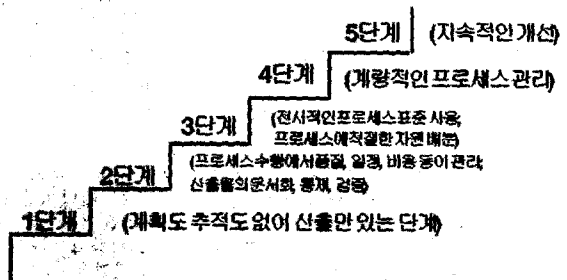 5단계 (지속적인 개선)
4단계 (계량적인 프로세스 관리)
3단계 (전사적인 프로세스 표준 사용,
프로세스에 적절한 자원 배분)
(프로세스 수행에서 품질, 일정, 비용 등이 관리,
2단계 산출물의 문서화, 통제, 검증)
1단계 (계획도 추적도 없어 산출만 있는 단계)